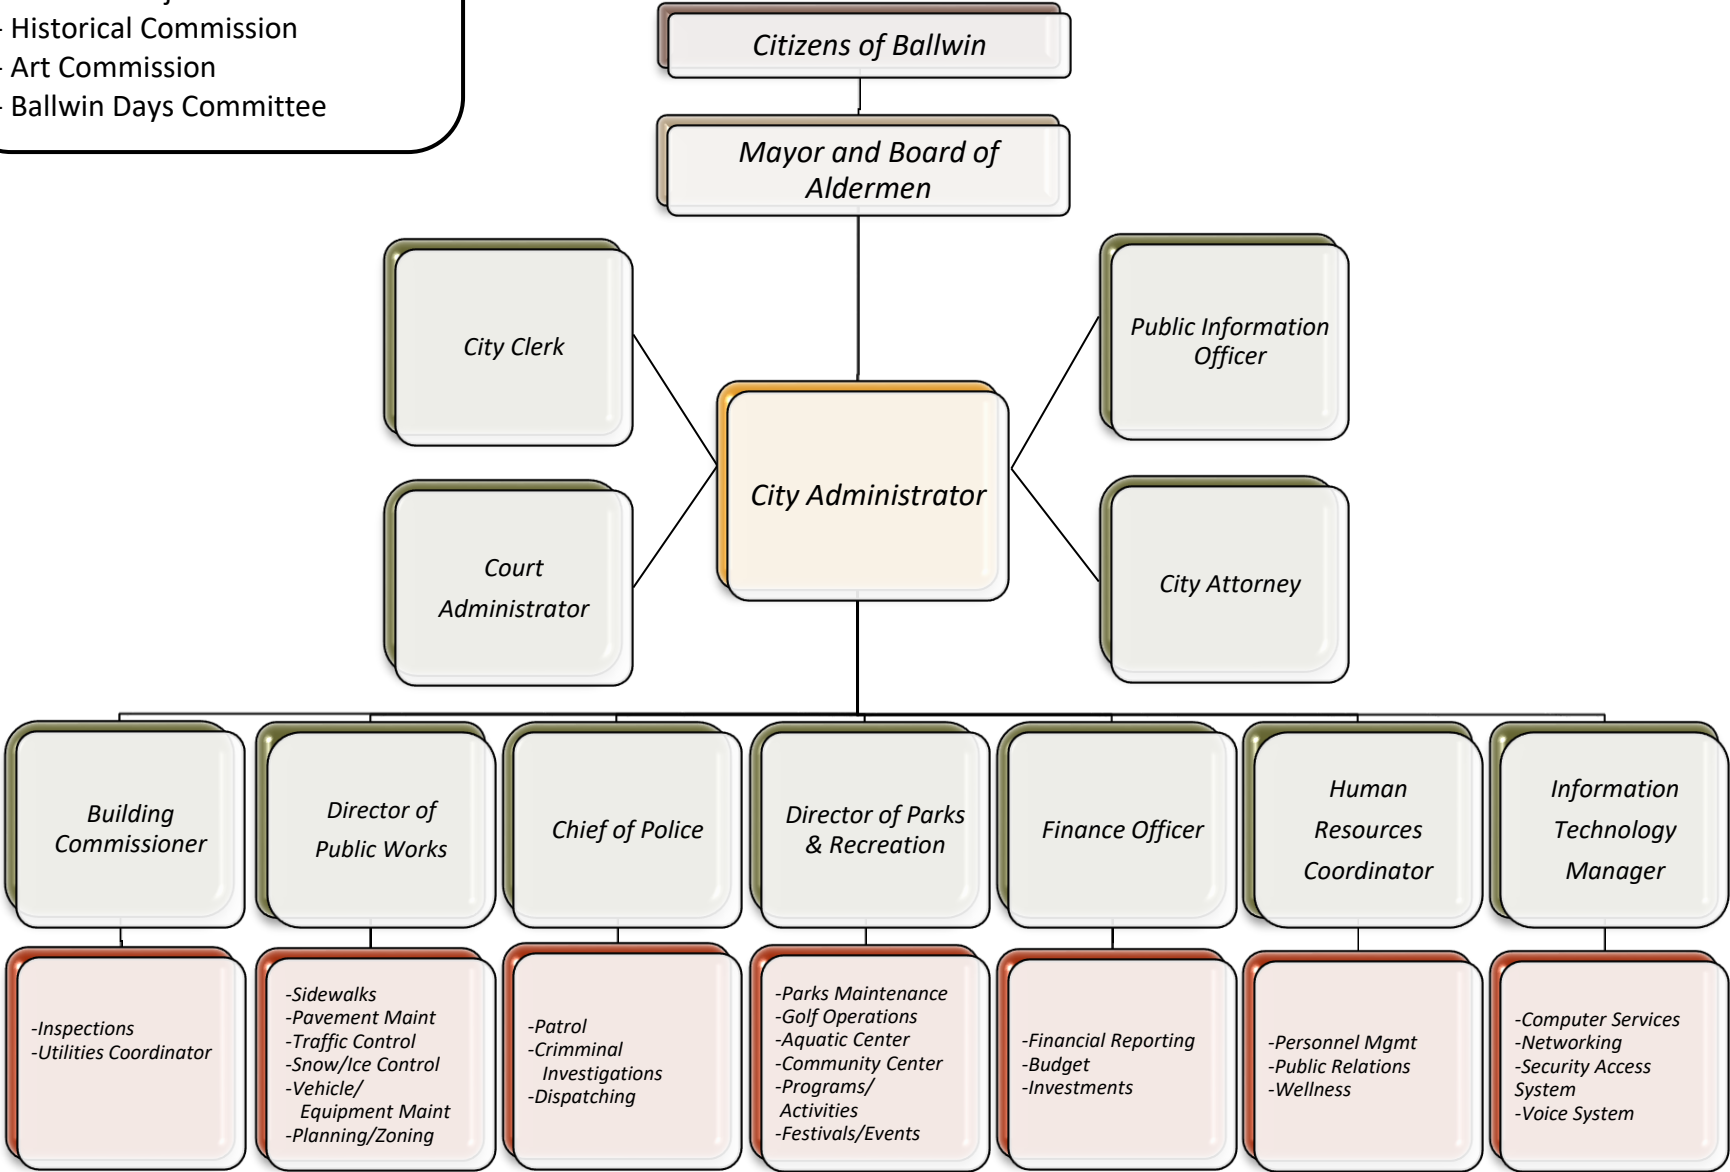 - Historical Commission
- Art Commission
- Ballwin Days Committee
Citizens of Ballwin
Mayor and Board of
Aldermen
City Clerk
Public Information
Officer
City Administrator
Court
Administrator
City Attorney
Building
Commissioner
Director of
Public Works
Chief of Police
Director of Parks
& Recreation
Finance Officer
Human
Resources
Coordinator
Information
Technology
Manager
-Inspections
-Utilities Coordinator
-Sidewalks
-Pavement Maint
-Traffic Control
-Snow/Ice Control
-Vehicle/
Equipment Maint
-Planning/Zoning
-Patrol
-Crimminal
Investigations
-Dispatching
-Parks Maintenance
-Golf Operations
-Aquatic Center
-Community Center
-Programs/
Activities
-Festivals/Events
-Financial Reporting
-Budget
-Investments
-Personnel Mgmt
-Public Relations
-Wellness
-Computer Services
-Networking
-Security Access
System
-Voice System